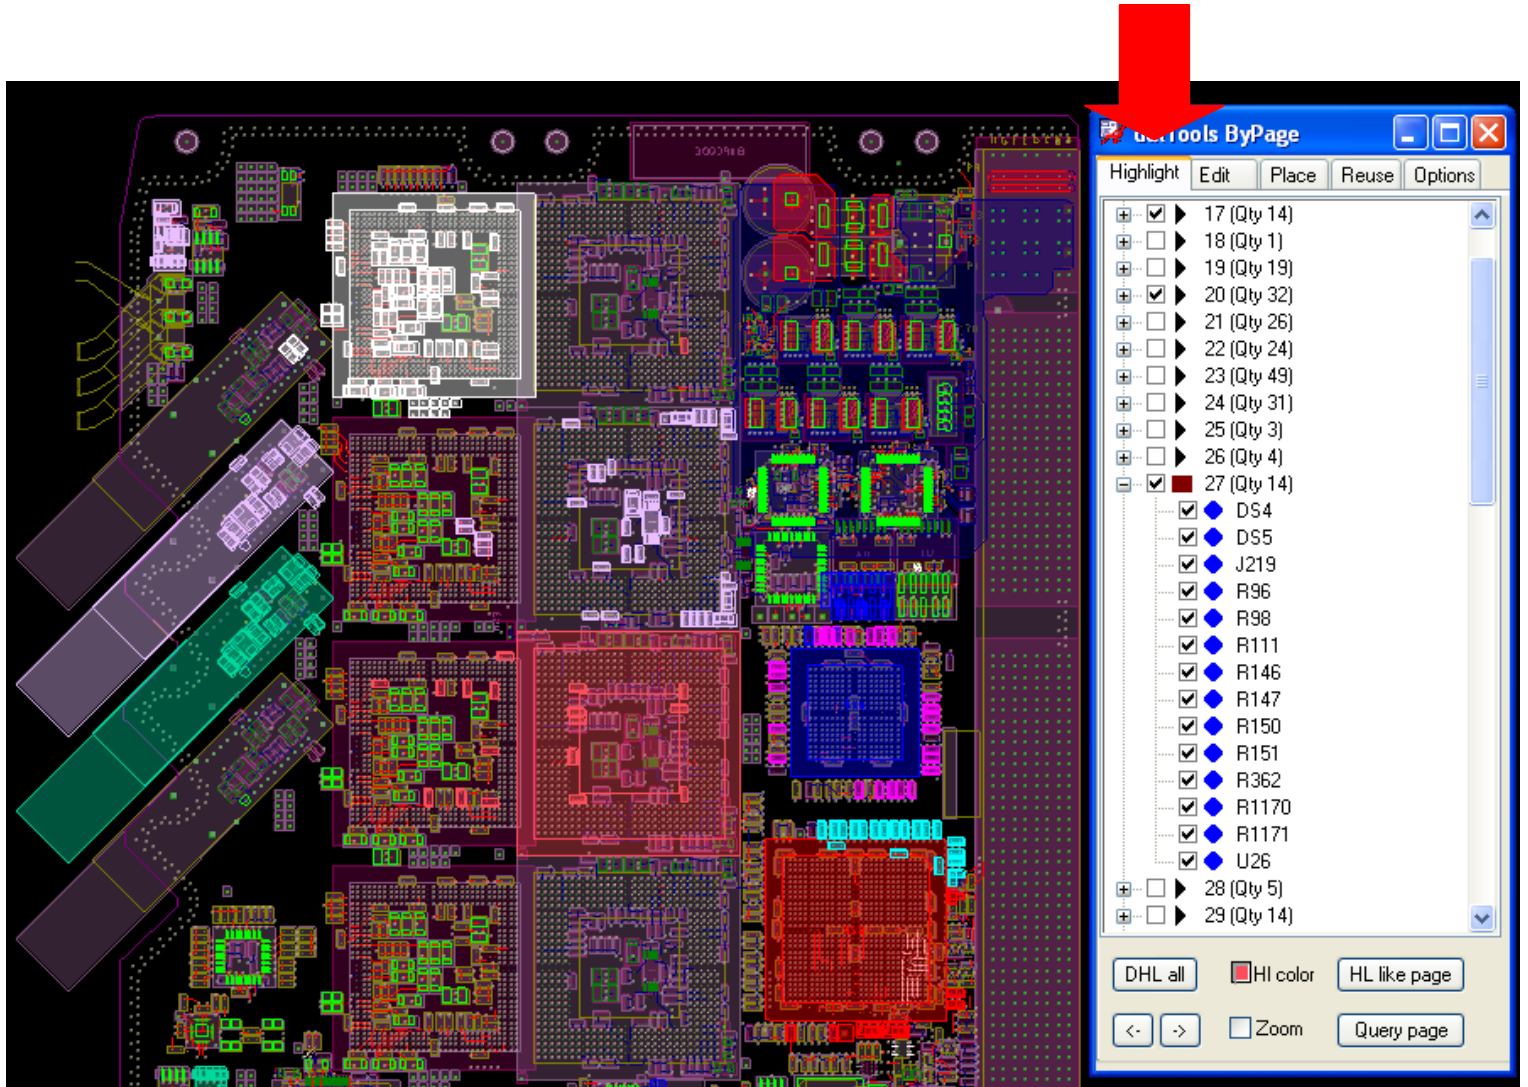 Tools ByPage
Highlight Edit Place Reuse Options
17 (Qty 14)
18 (Qty 1)
19 (Qty 19)
20 (Qty 32)
21 (Qty 26)
22 (Qty 24)
23 (Qty 49)
24 (Qty 31)
25 (Qty 3)
26 (Qty 4)
27 (Qty 14)
DS4
DS5
J219
R96
R98
R111
R146
R147
R150
R151
R362
R1170
R1171
U26
28 (Qty 5)
29 (Qty 14)
DHL all HI color HL like page
<- -> Zoom Query page